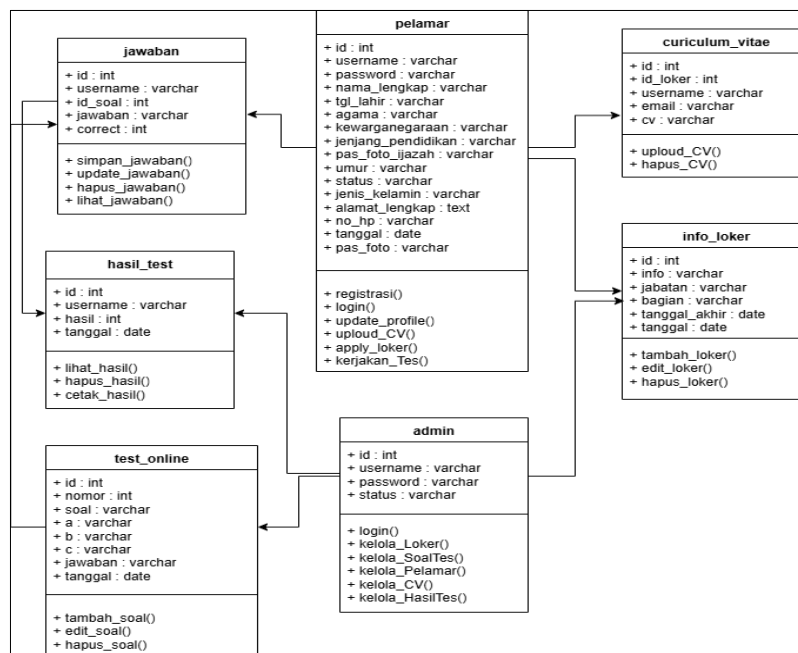 jawaban
+ id : int
+ username : varchar
+ id_soal : int
+ jawaban : varchar
+ correct : int
+ simpan_jawaban()
+ update_jawaban()
+ hapus_jawaban()
+ lihat_jawaban()
pelamar
+ id : int
+ username : varchar
+ password : varchar
+ nama_lengkap : varchar
+ tgl_lahir : varchar
+ agama : varchar
+ kewarganegaraan : varchar
+ jenjang_pendidikan : varchar
+ pas_foto_ijazah : varchar
+ umur : varchar
+ status : varchar
+ jenis_kelamin : varchar
+ alamat_lengkap : text
+ no_hp : varchar
+ tanggal : date
+ pas_foto : varchar
+ registrasi()
+ login()
+ update_profile()
+ uploud_CV()
+ apply_loker()
+ kerjakan_Tes()
curiculum_vitae
+ id : int
+ id_loker : int
+ username : varchar
+ email : varchar
+ cv : varchar
+ uploud_CV()
+ hapus_CV()
hasil_test
+ id : int
+ username : varchar
+ hasil : int
+ tanggal : date
+ lihat_hasil()
+ hapus_hasil()
+ cetak_hasil()
info_loker
+ id : int
+ info : varchar
+ jabatan : varchar
+ bagian : varchar
+ tanggal_akhir : date
+ tanggal : date
+ tambah_loker()
+ edit_loker()
+ hapus_loker()
test_online
+ id : int
+ nomor : int
+ soal : varchar
+ a : varchar
+ b : varchar
+ c : varchar
+ jawaban : varchar
+ tanggal : date
+ tambah_soal()
+ edit_soal()
+ hapus_soal()
admin
+ id : int
+ username : varchar
+ password : varchar
+ status : varchar
+ login()
+ kelola_Loker()
+ kelola_SoalTes()
+ kelola_Pelamar()
+ kelola_CV()
+ kelola_HasilTes()